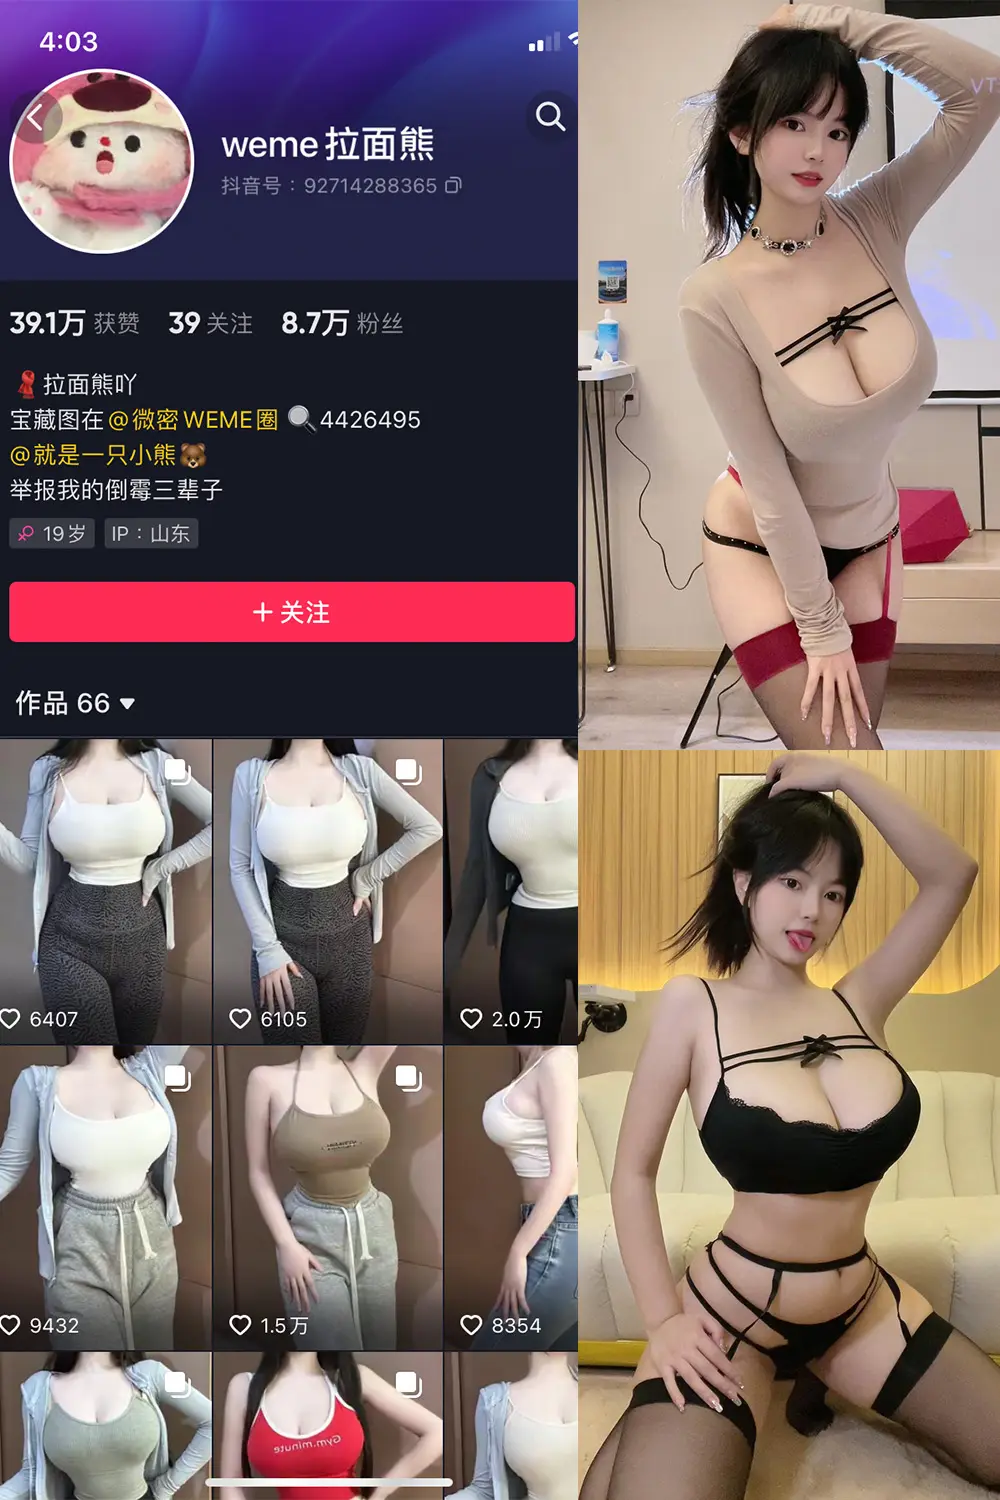 4:03
weme拉面熊
抖音号：92714288365
39.1万 获赞 39 关注 8.7万 粉丝
拉面熊吖
宝藏图在@微密WEME圈 🔍4426495
@就是一只小熊🐻
举报我的倒霉三辈子
♀ 19岁 IP：山东
+ 关注
作品 66
6407
6105
2.0万
9432
1.5万
8354
Gym.minute
VT